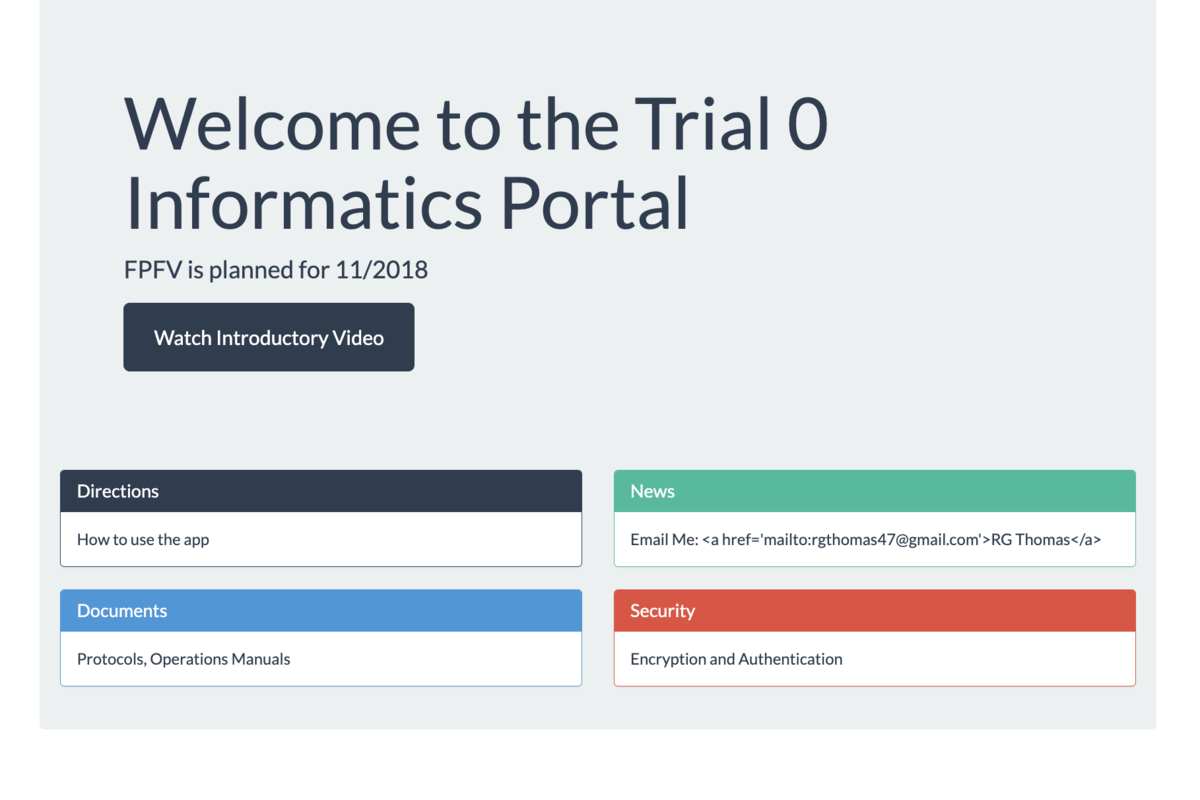 Welcome to the Trial 0
Informatics Portal
FPFV is planned for 11/2018
Watch Introductory Video
Directions
How to use the app
News
Email Me: <a href='mailto:rgthomas47@gmail.com'>RG Thomas</a>
Documents
Protocols, Operations Manuals
Security
Encryption and Authentication